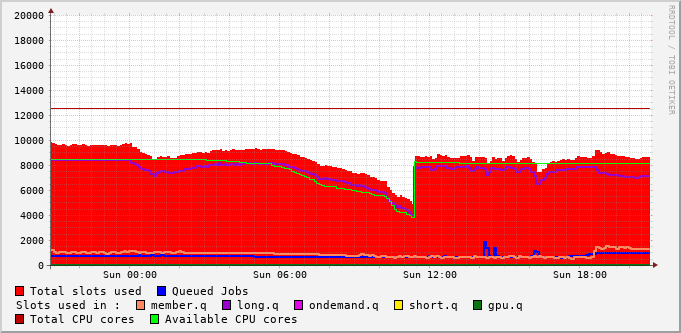 20000
18000
16000
14000
12000
10000
8000
6000
4000
2000
0
Sun 00:00 Sun 06:00 Sun 12:00 Sun 18:00
RRDTOOL / TOBI OETIKER
Total slots used Queued Jobs
Slots used in : member.q long.q ondemand.q short.q gpu.q
Total CPU cores Available CPU cores